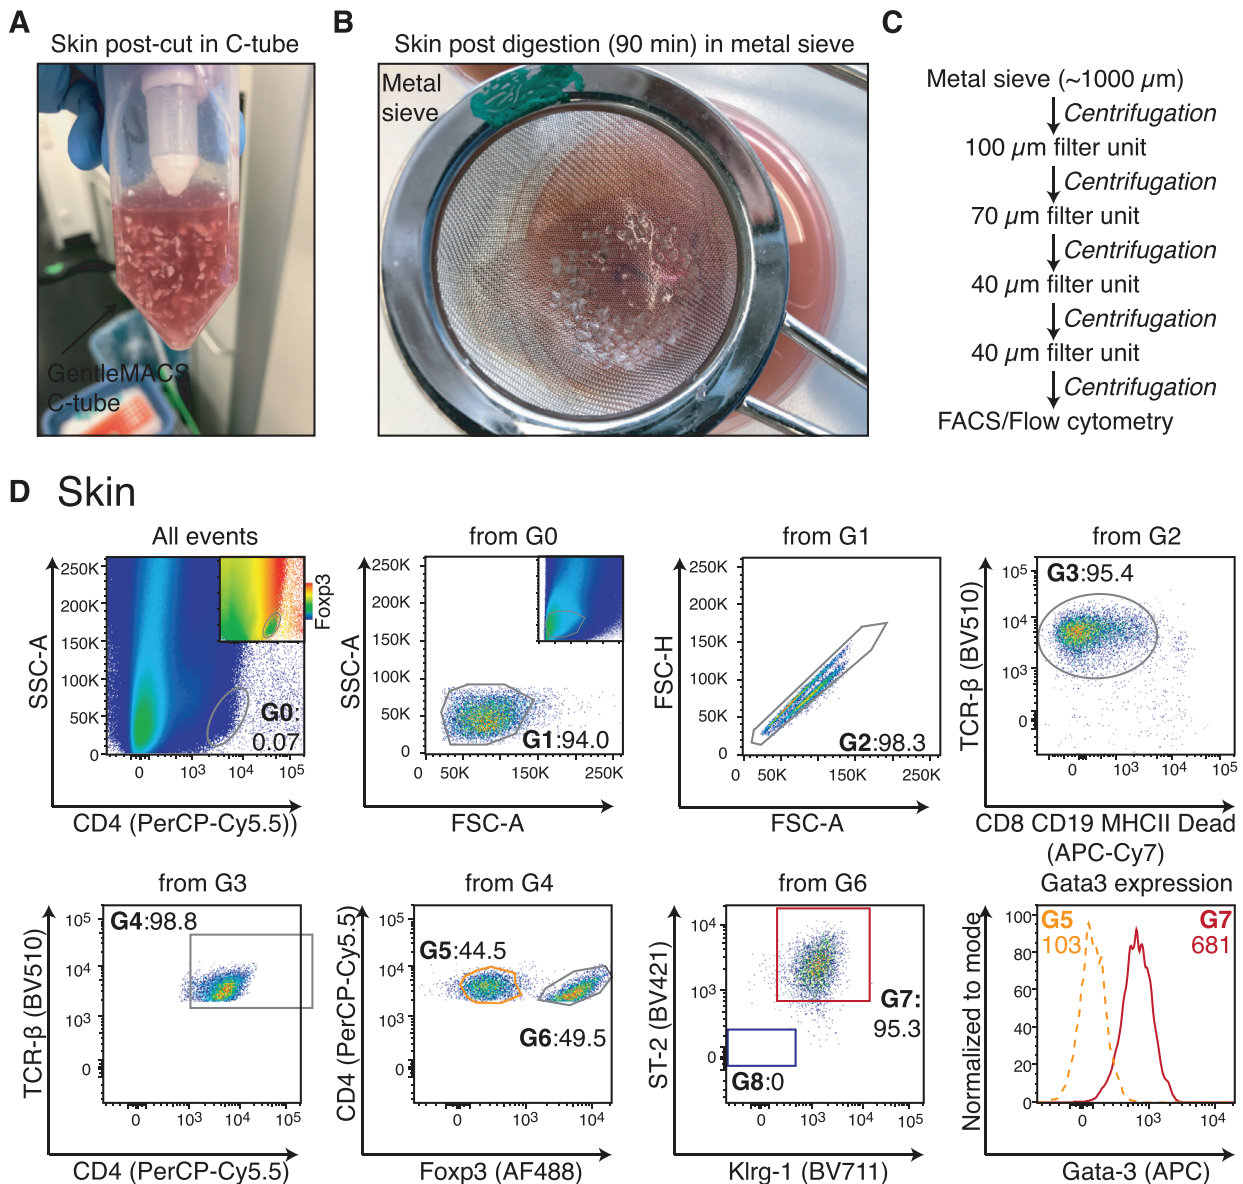 A
Skin post-cut in C-tube
GentleMACS
C-tube
B
Skin post digestion (90 min) in metal sieve
Metal
sieve
C
Metal sieve (~1000 µm)
Centrifugation
100 µm filter unit
Centrifugation
70 µm filter unit
Centrifugation
40 µm filter unit
Centrifugation
40 µm filter unit
Centrifugation
FACS/Flow cytometry
D Skin
All events
SSC-A
250K
200K
150K
100K
50K
0
Foxp3
G0:
0.07
0 10³ 10⁴ 10⁵
CD4 (PerCP-Cy5.5))
from G0
SSC-A
250K
200K
150K
100K
50K
0
G1:94.0
0 50K 150K 250K
FSC-A
from G1
FSC-H
250K
200K
150K
100K
50K
0
G2:98.3
0 50K 150K 250K
FSC-A
from G2
TCR-β (BV510)
10⁵
10⁴
10³
0
G3:95.4
0 10³ 10⁴ 10⁵
CD8 CD19 MHCII Dead
(APC-Cy7)
from G3
TCR-β (BV510)
10⁵
10⁴
10³
0
G4:98.8
0 10³ 10⁴ 10⁵
CD4 (PerCP-Cy5.5)
from G4
CD4 (PerCP-Cy5.5)
10⁵
10⁴
10³
0
G5:44.5
G6:49.5
0 10³ 10⁴
Foxp3 (AF488)
from G6
ST-2 (BV421)
10⁴
10³
0
G7:
95.3
G8:0
0 10³ 10⁴
Klrg-1 (BV711)
Gata3 expression
Normalized to mode
100
80
60
40
20
0
G5
103
G7
681
0 10³ 10⁴
Gata-3 (APC)